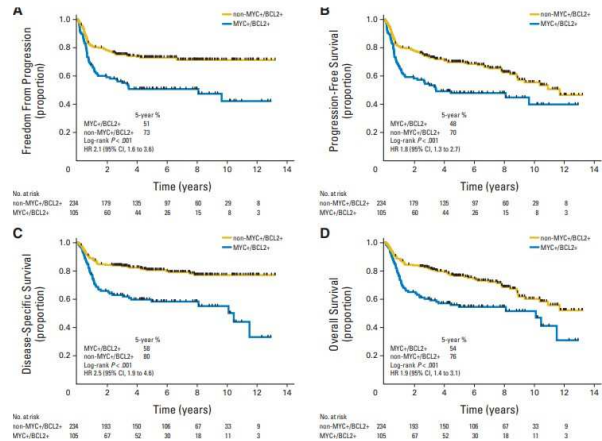 A
non-MYC+/BCL2+
MYC+/BCL2+
Freedom From Progression
(proportion)
1.0
0.8
0.6
0.4
0.2
5-year %
MYC+/BCL2+ 51
non-MYC+/BCL2+ 73
Log-rank P < .001
HR 2.1 (95% CI, 1.6 to 3.6)
0 2 4 6 8 10 12 14
Time (years)
No. at risk
non-MYC+/BCL2+ 234 179 135 97 60 29 8
MYC+/BCL2+ 105 60 44 26 15 8 3
B
non-MYC+/BCL2+
MYC+/BCL2+
Progression-Free Survival
(proportion)
1.0
0.8
0.6
0.4
0.2
5-year %
MYC+/BCL2+ 48
non-MYC+/BCL2+ 70
Log-rank P < .001
HR 1.8 (95% CI, 1.3 to 2.7)
0 2 4 6 8 10 12 14
Time (years)
No. at risk
non-MYC+/BCL2+ 234 179 135 97 60 29 8
MYC+/BCL2+ 105 60 44 26 15 8 3
C
non-MYC+/BCL2+
MYC+/BCL2+
Disease-Specific Survival
(proportion)
1.0
0.8
0.6
0.4
0.2
5-year %
MYC+/BCL2+ 58
non-MYC+/BCL2+ 80
Log-rank P < .001
HR 2.5 (95% CI, 1.9 to 4.6)
0 2 4 6 8 10 12 14
Time (years)
No. at risk
non-MYC+/BCL2+ 234 193 150 106 67 33 9
MYC+/BCL2+ 105 67 52 30 18 11 3
D
non-MYC+/BCL2+
MYC+/BCL2+
Overall Survival
(proportion)
1.0
0.8
0.6
0.4
0.2
5-year %
MYC+/BCL2+ 54
non-MYC+/BCL2+ 76
Log-rank P < .001
HR 1.9 (95% CI, 1.4 to 3.1)
0 2 4 6 8 10 12 14
Time (years)
No. at risk
non-MYC+/BCL2+ 234 193 150 106 67 33 9
MYC+/BCL2+ 105 67 52 30 18 11 3